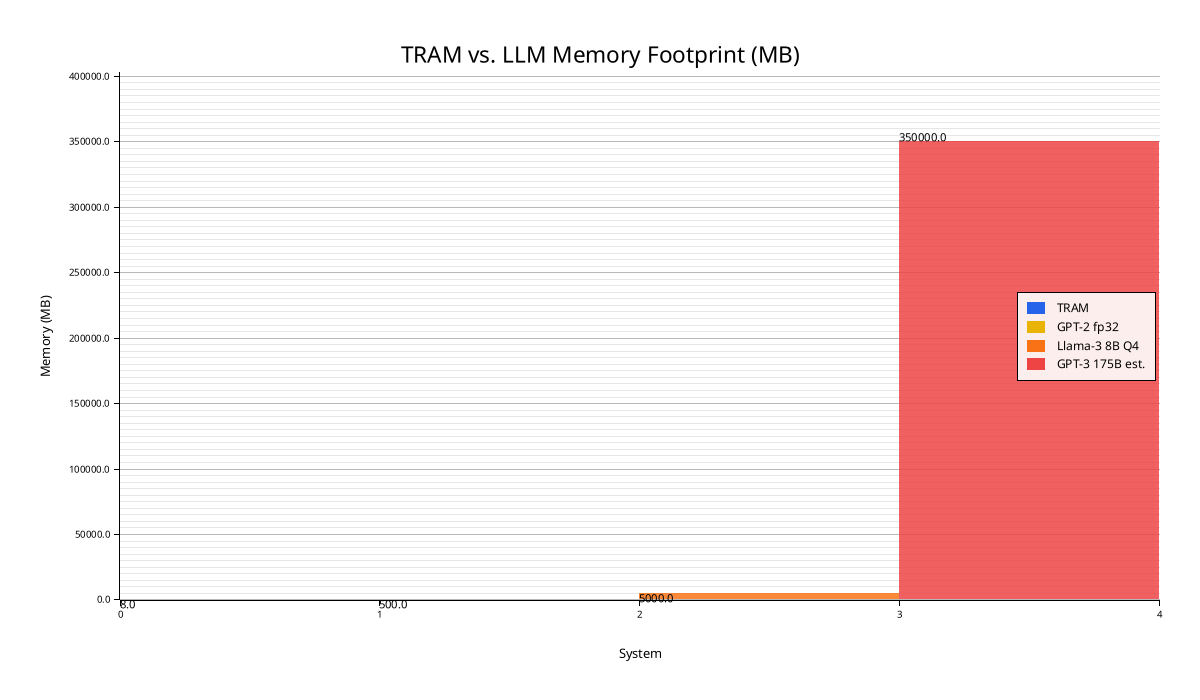 TRAM vs. LLM Memory Footprint (MB)
400000.0
350000.0
300000.0
250000.0
200000.0
150000.0
100000.0
50000.0
0.0
Memory (MB)
8.0
500.0
5000.0
350000.0
TRAM
GPT-2 fp32
Llama-3 8B Q4
GPT-3 175B est.
0
1
2
3
4
System